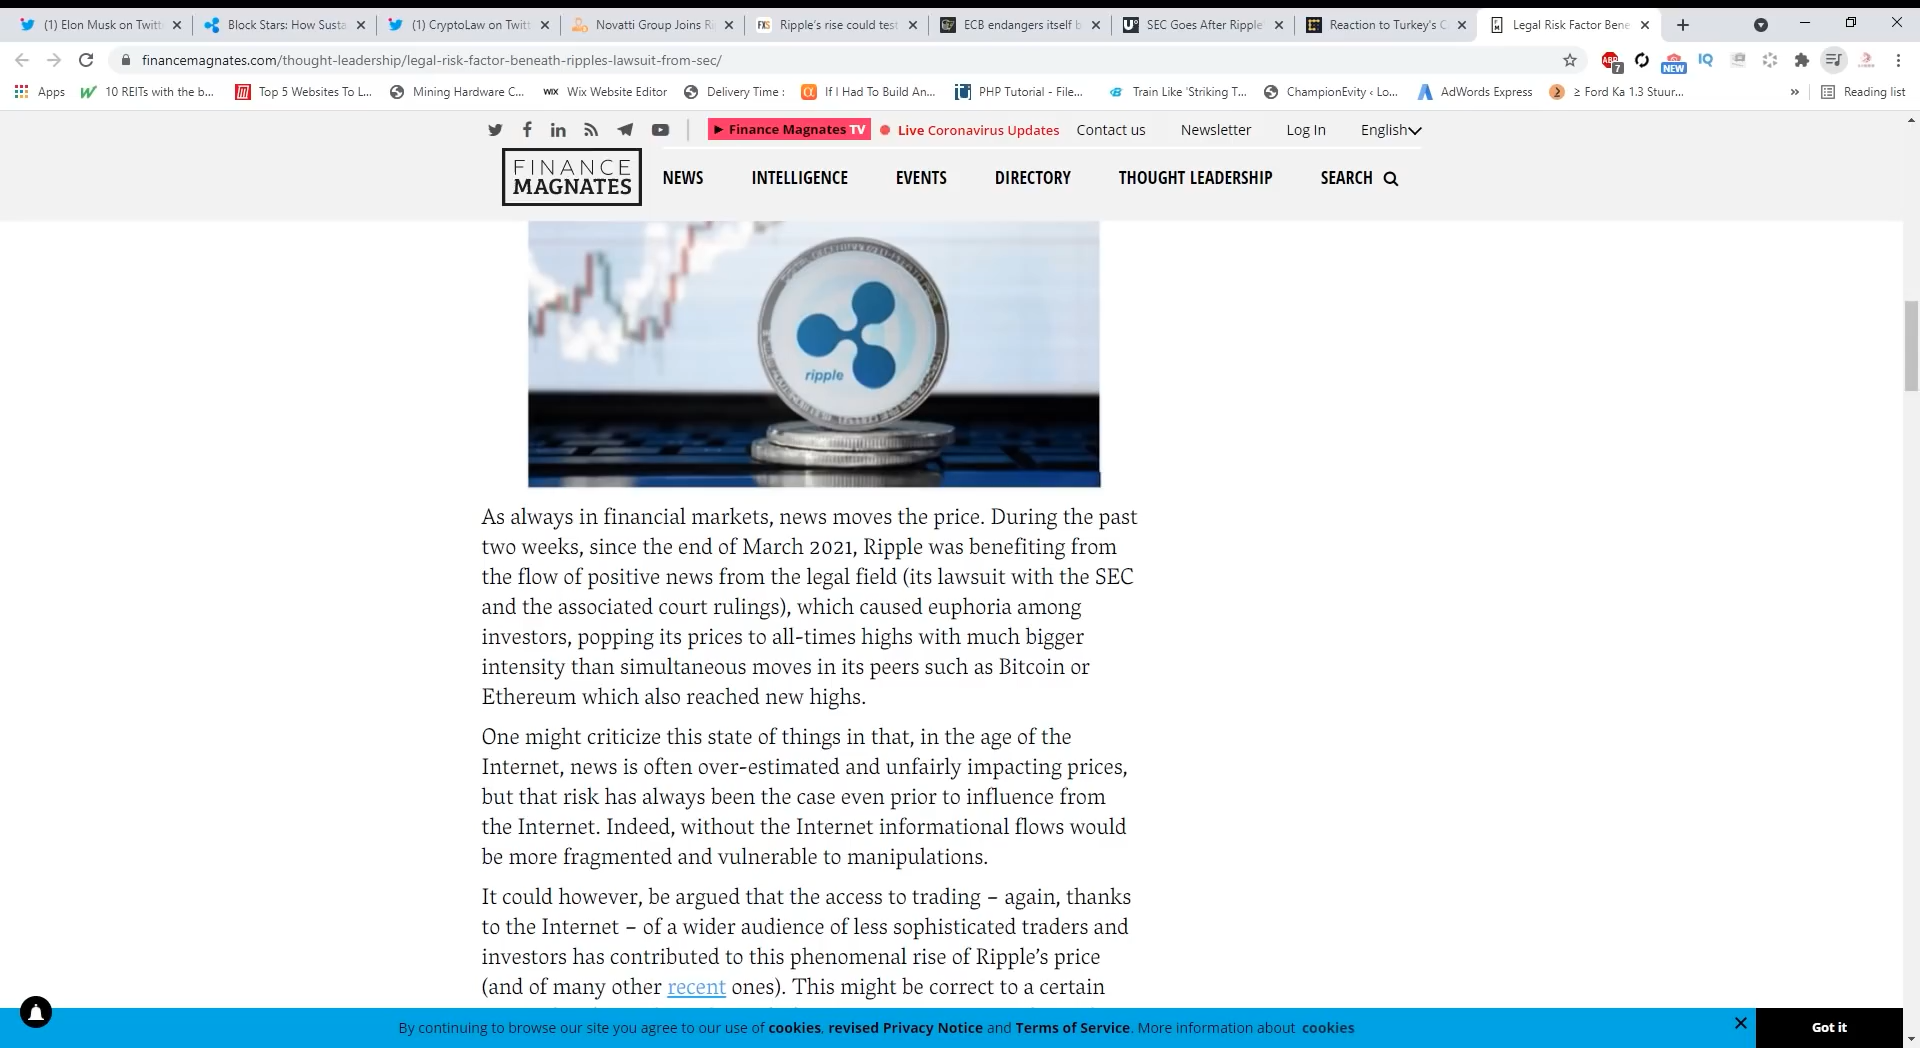 (1) Elon Musk on Twitt
Block Stars: How Susta
(1) CryptoLaw on Twitt
Novatti Group Joins Ri
Ripple's rise could test
ECB endangers itself b
SEC Goes After Ripple'
Reaction to Turkey's C
Legal Risk Factor Bene
financemagnates.com/thought-leadership/legal-risk-factor-beneath-ripples-lawsuit-from-sec/
ABP
7
NEW
IQ
Apps
10 REITs with the b...
Top 5 Websites To L...
Mining Hardware C...
WIX Wix Website Editor
Delivery Time :
If I Had To Build An...
PHP Tutorial - File...
Train Like 'Striking T...
ChampionEvity ‹ Lo...
AdWords Express
≥ Ford Ka 1.3 Stuur...
»
Reading list
Finance Magnates TV
Live Coronavirus Updates
Contact us
Newsletter
Log In
English
FINANCE
MAGNATES
NEWS
INTELLIGENCE
EVENTS
DIRECTORY
THOUGHT LEADERSHIP
SEARCH
ripple
As always in financial markets, news moves the price. During the past
two weeks, since the end of March 2021, Ripple was benefiting from
the flow of positive news from the legal field (its lawsuit with the SEC
and the associated court rulings), which caused euphoria among
investors, popping its prices to all-times highs with much bigger
intensity than simultaneous moves in its peers such as Bitcoin or
Ethereum which also reached new highs.
One might criticize this state of things in that, in the age of the
Internet, news is often over-estimated and unfairly impacting prices,
but that risk has always been the case even prior to influence from
the Internet. Indeed, without the Internet informational flows would
be more fragmented and vulnerable to manipulations.
It could however, be argued that the access to trading – again, thanks
to the Internet – of a wider audience of less sophisticated traders and
investors has contributed to this phenomenal rise of Ripple's price
(and of many other recent ones). This might be correct to a certain
By continuing to browse our site you agree to our use of cookies, revised Privacy Notice and Terms of Service. More information about cookies
Got it